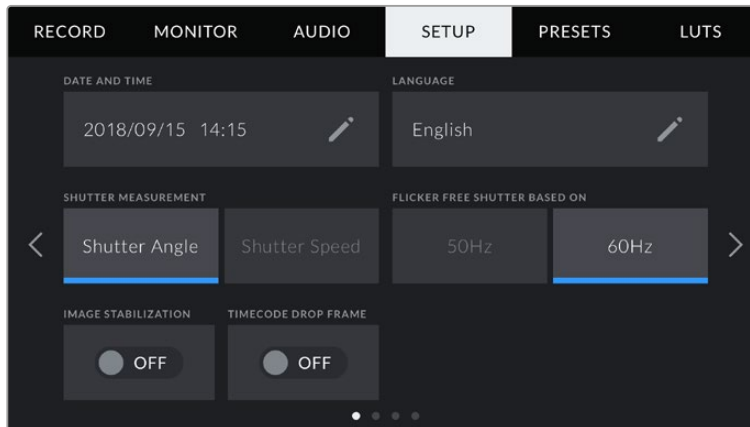 RECORD MONITOR AUDIO SETUP PRESETS LUTS
DATE AND TIME LANGUAGE
2018/09/15 14:15 English
SHUTTER MEASUREMENT FLICKER FREE SHUTTER BASED ON
Shutter Angle Shutter Speed 50Hz 60Hz
IMAGE STABILIZATION TIMECODE DROP FRAME
OFF OFF